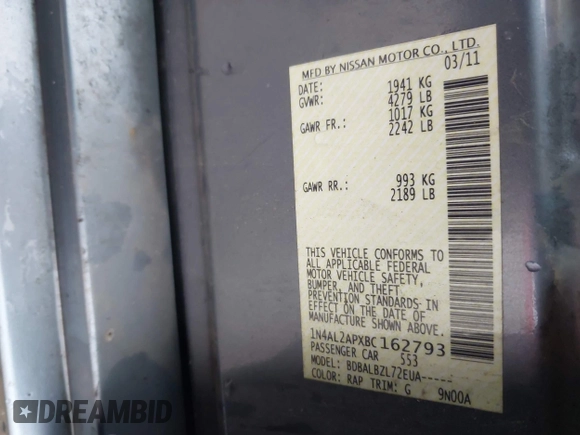 MFD BY NISSAN MOTOR CO., LTD.
03/11
DATE: 1941 KG
GVWR: 4279 LB
GAWR FR.: 1017 KG
2242 LB
GAWR RR.: 993 KG
2189 LB
THIS VEHICLE CONFORMS TO
ALL APPLICABLE FEDERAL
MOTOR VEHICLE SAFETY,
BUMPER, AND THEFT
PREVENTION STANDARDS IN
EFFECT ON THE DATE OF
MANUFACTURE SHOWN ABOVE.
1N4AL2APXBC162793
PASSENGER CAR 553
MODEL: BDBALBZL72EUA-----
COLOR: RAP TRIM: G 9N00A
DREAMBID